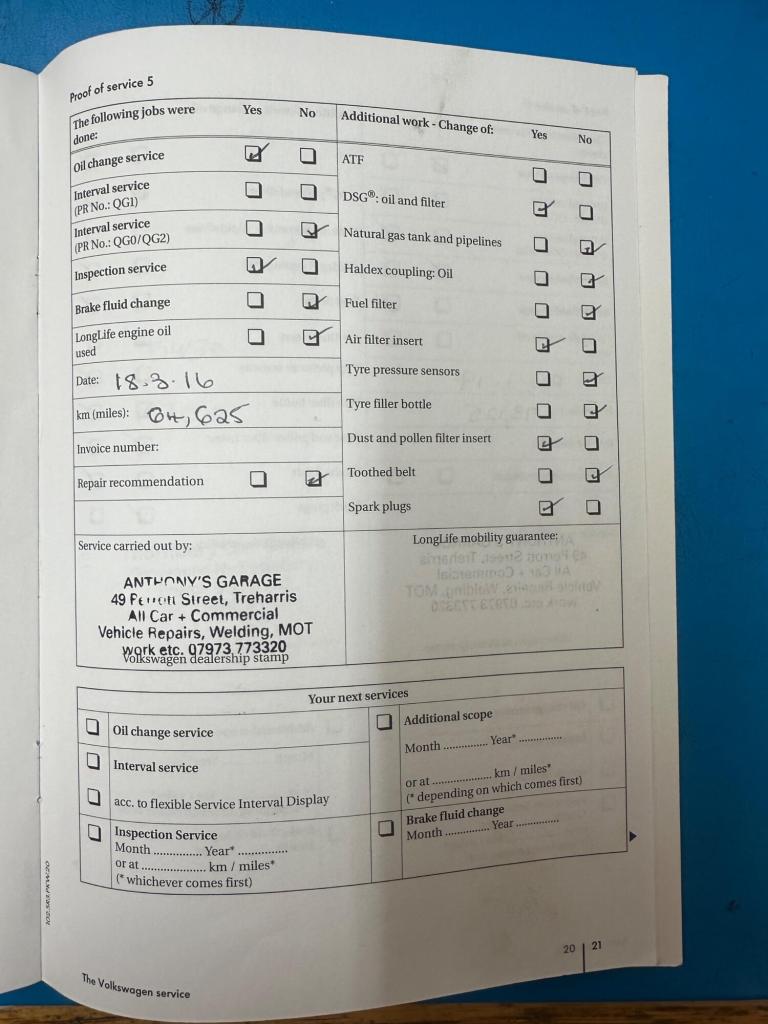 Proof of service 5
The following jobs were done: Yes No
Oil change service
Interval service
(PR No.: QG1)
Interval service
(PR No.: QG0/QG2)
Inspection service
Brake fluid change
LongLife engine oil
used
Date: 18.3.16
km (miles): 64,625
Invoice number:
Repair recommendation
Additional work - Change of: Yes No
ATF
DSG®: oil and filter
Natural gas tank and pipelines
Haldex coupling: Oil
Fuel filter
Air filter insert
Tyre pressure sensors
Tyre filler bottle
Dust and pollen filter insert
Toothed belt
Spark plugs
Service carried out by:
ANTHONY'S GARAGE
49 Perrott Street, Treharris
All Car + Commercial
Vehicle Repairs, Welding, MOT
work etc. 07973 773320
Volkswagen dealership stamp
LongLife mobility guarantee:
Your next services
Oil change service
Interval service
acc. to flexible Service Interval Display
Inspection Service
Month .............. Year* ..............
or at .................... km / miles*
(* whichever comes first)
Additional scope
Month .............. Year* ..............
or at .................... km / miles*
(* depending on which comes first)
Brake fluid change
Month .............. Year ..............
102.5R3.PKW.20
20 | 21
The Volkswagen service